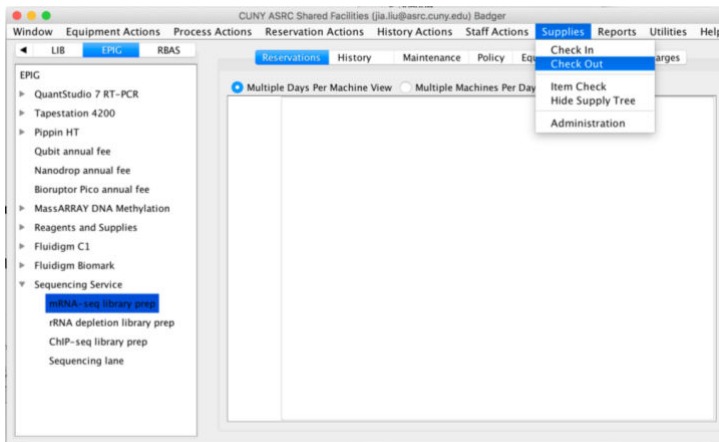 CUNY ASRC Shared Facilities (jia.liu@asrc.cuny.edu) Badger
Window Equipment Actions Process Actions Reservation Actions History Actions Staff Actions Supplies Reports Utilities Help
LIB EPIG RBAS
Reservations History Maintenance Policy Eq arges
Check In
Check Out
Item Check
Hide Supply Tree
Administration
Multiple Days Per Machine View Multiple Machines Per Day
EPIG
QuantStudio 7 RT-PCR
Tapestation 4200
Pippin HT
Qubit annual fee
Nanodrop annual fee
Bioruptor Pico annual fee
MassARRAY DNA Methylation
Reagents and Supplies
Fluidigm C1
Fluidigm Biomark
Sequencing Service
mRNA-seq library prep
rRNA depletion library prep
ChIP-seq library prep
Sequencing lane